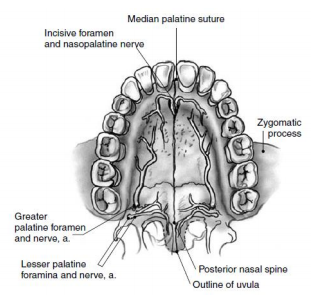 Median palatine suture
Incisive foramen
and nasopalatine nerve
Zygomatic
process
Greater
palatine foramen
and nerve, a.
Lesser palatine
foramina and nerve, a.
Posterior nasal spine
Outline of uvula